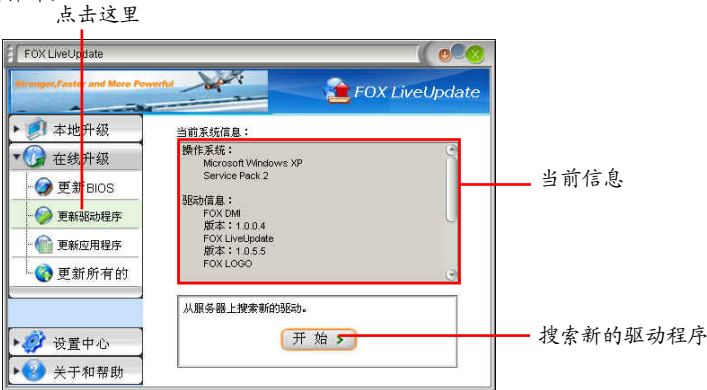 点击这里
FOX LiveUpdate
Stronger,Faster and More Powerful
FOX LiveUpdate
本地升级
在线升级
更新BIOS
更新驱动程序
更新应用程序
更新所有的
设置中心
关于和帮助
当前系统信息：
操作系统：
Microsoft Windows XP
Service Pack 2
驱动信息：
FOX DMI
版本：1.0.0.4
FOX LiveUpdate
版本：1.0.5.5
FOX LOGO
当前信息
从服务器上搜索新的驱动。
开 始
搜索新的驱动程序